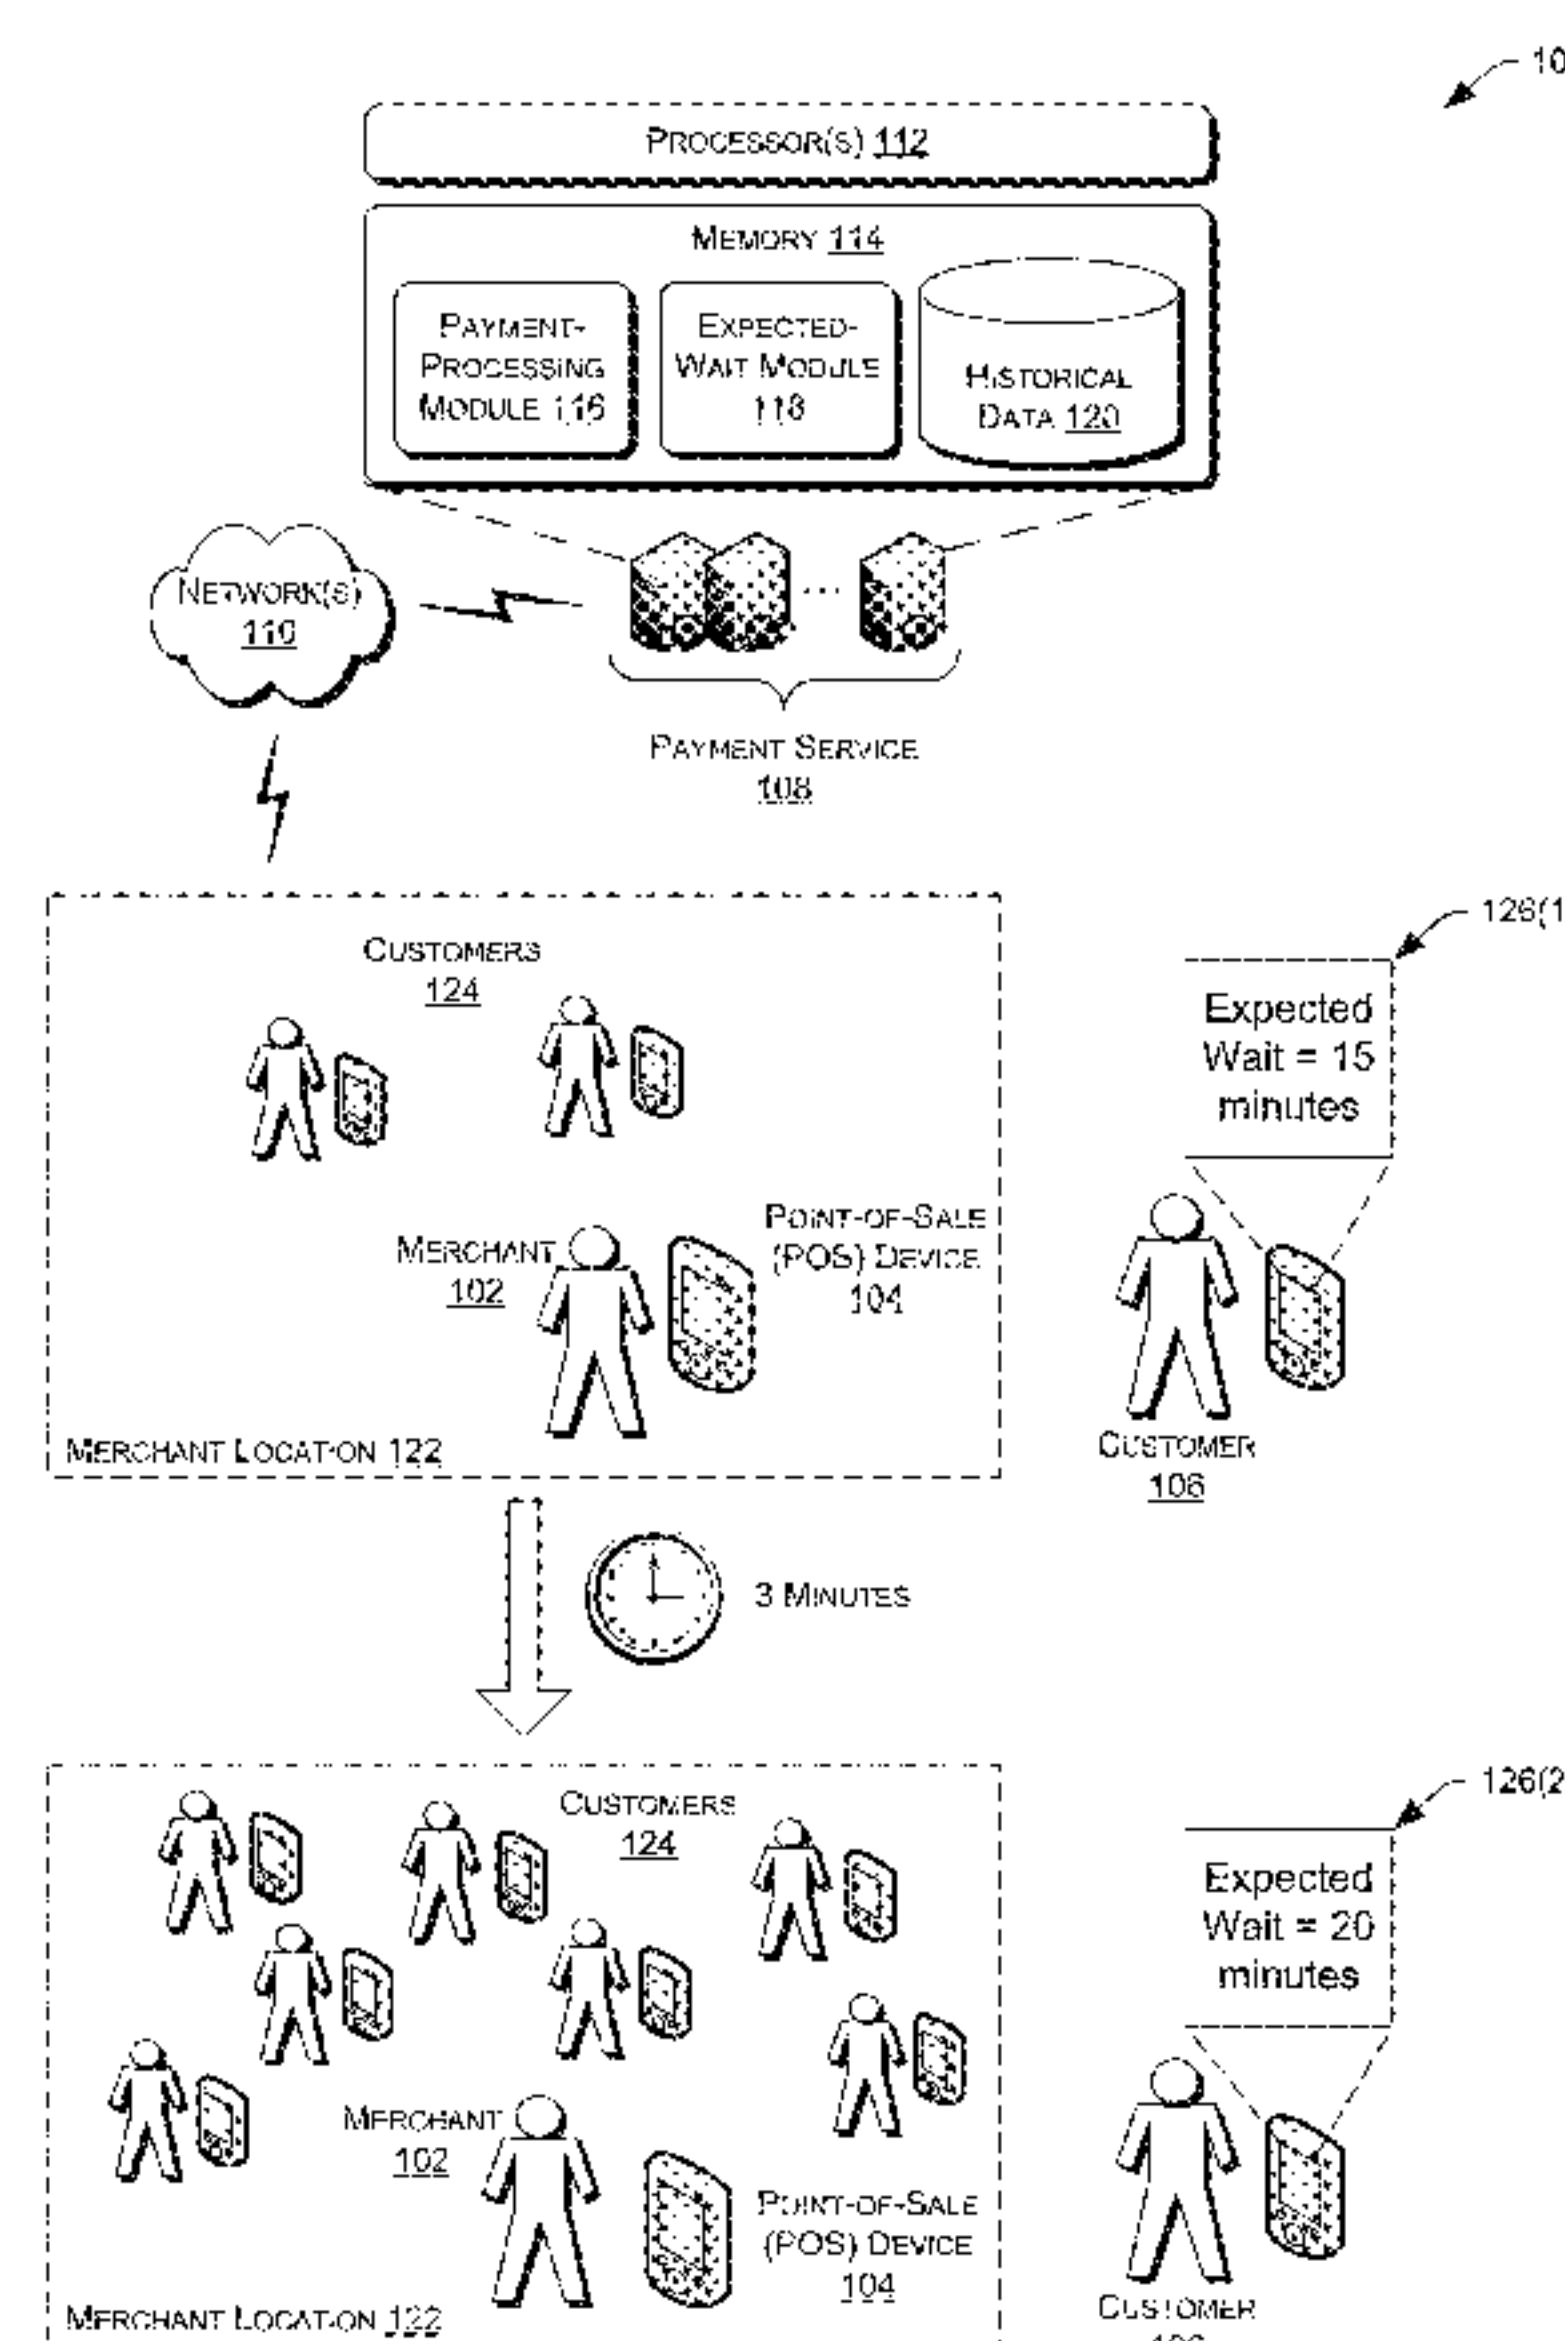 10
PROCESSOR(S) 112
MEMORY 114
PAYMENT-
PROCESSING
MODULE 116
EXPECTED-
WAIT MODULE
118
HISTORICAL
DATA 120
NETWORK(S)
110
PAYMENT SERVICE
108
126(1
CUSTOMERS
124
Expected
Wait = 15
minutes
POINT-OF-SALE
(POS) DEVICE
104
MERCHANT
102
MERCHANT LOCATION 122
CUSTOMER
106
3 MINUTES
126(2
CUSTOMERS
124
Expected
Wait = 20
minutes
MERCHANT
102
POINT-OF-SALE
(POS) DEVICE
104
MERCHANT LOCATION 122
CUSTOMER